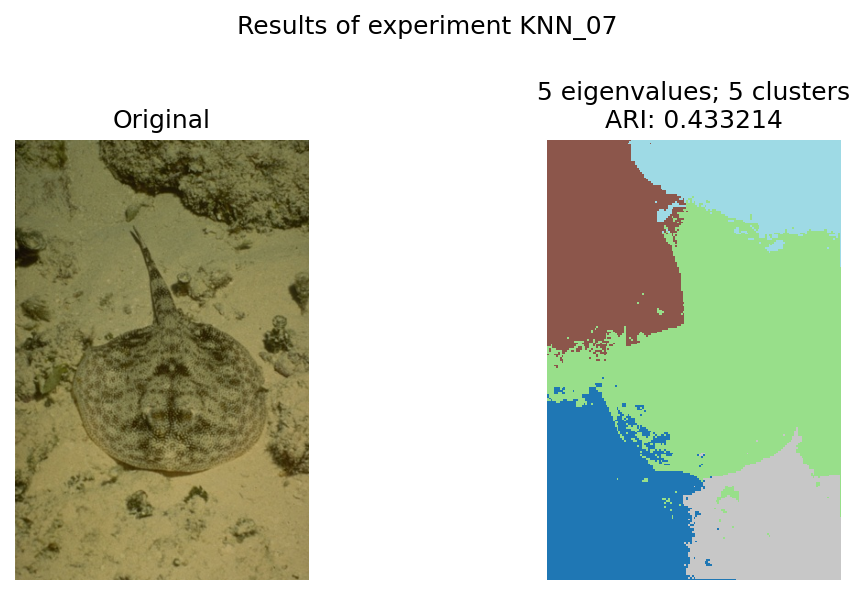 Results of experiment KNN_07
Original
5 eigenvalues; 5 clusters
ARI: 0.433214